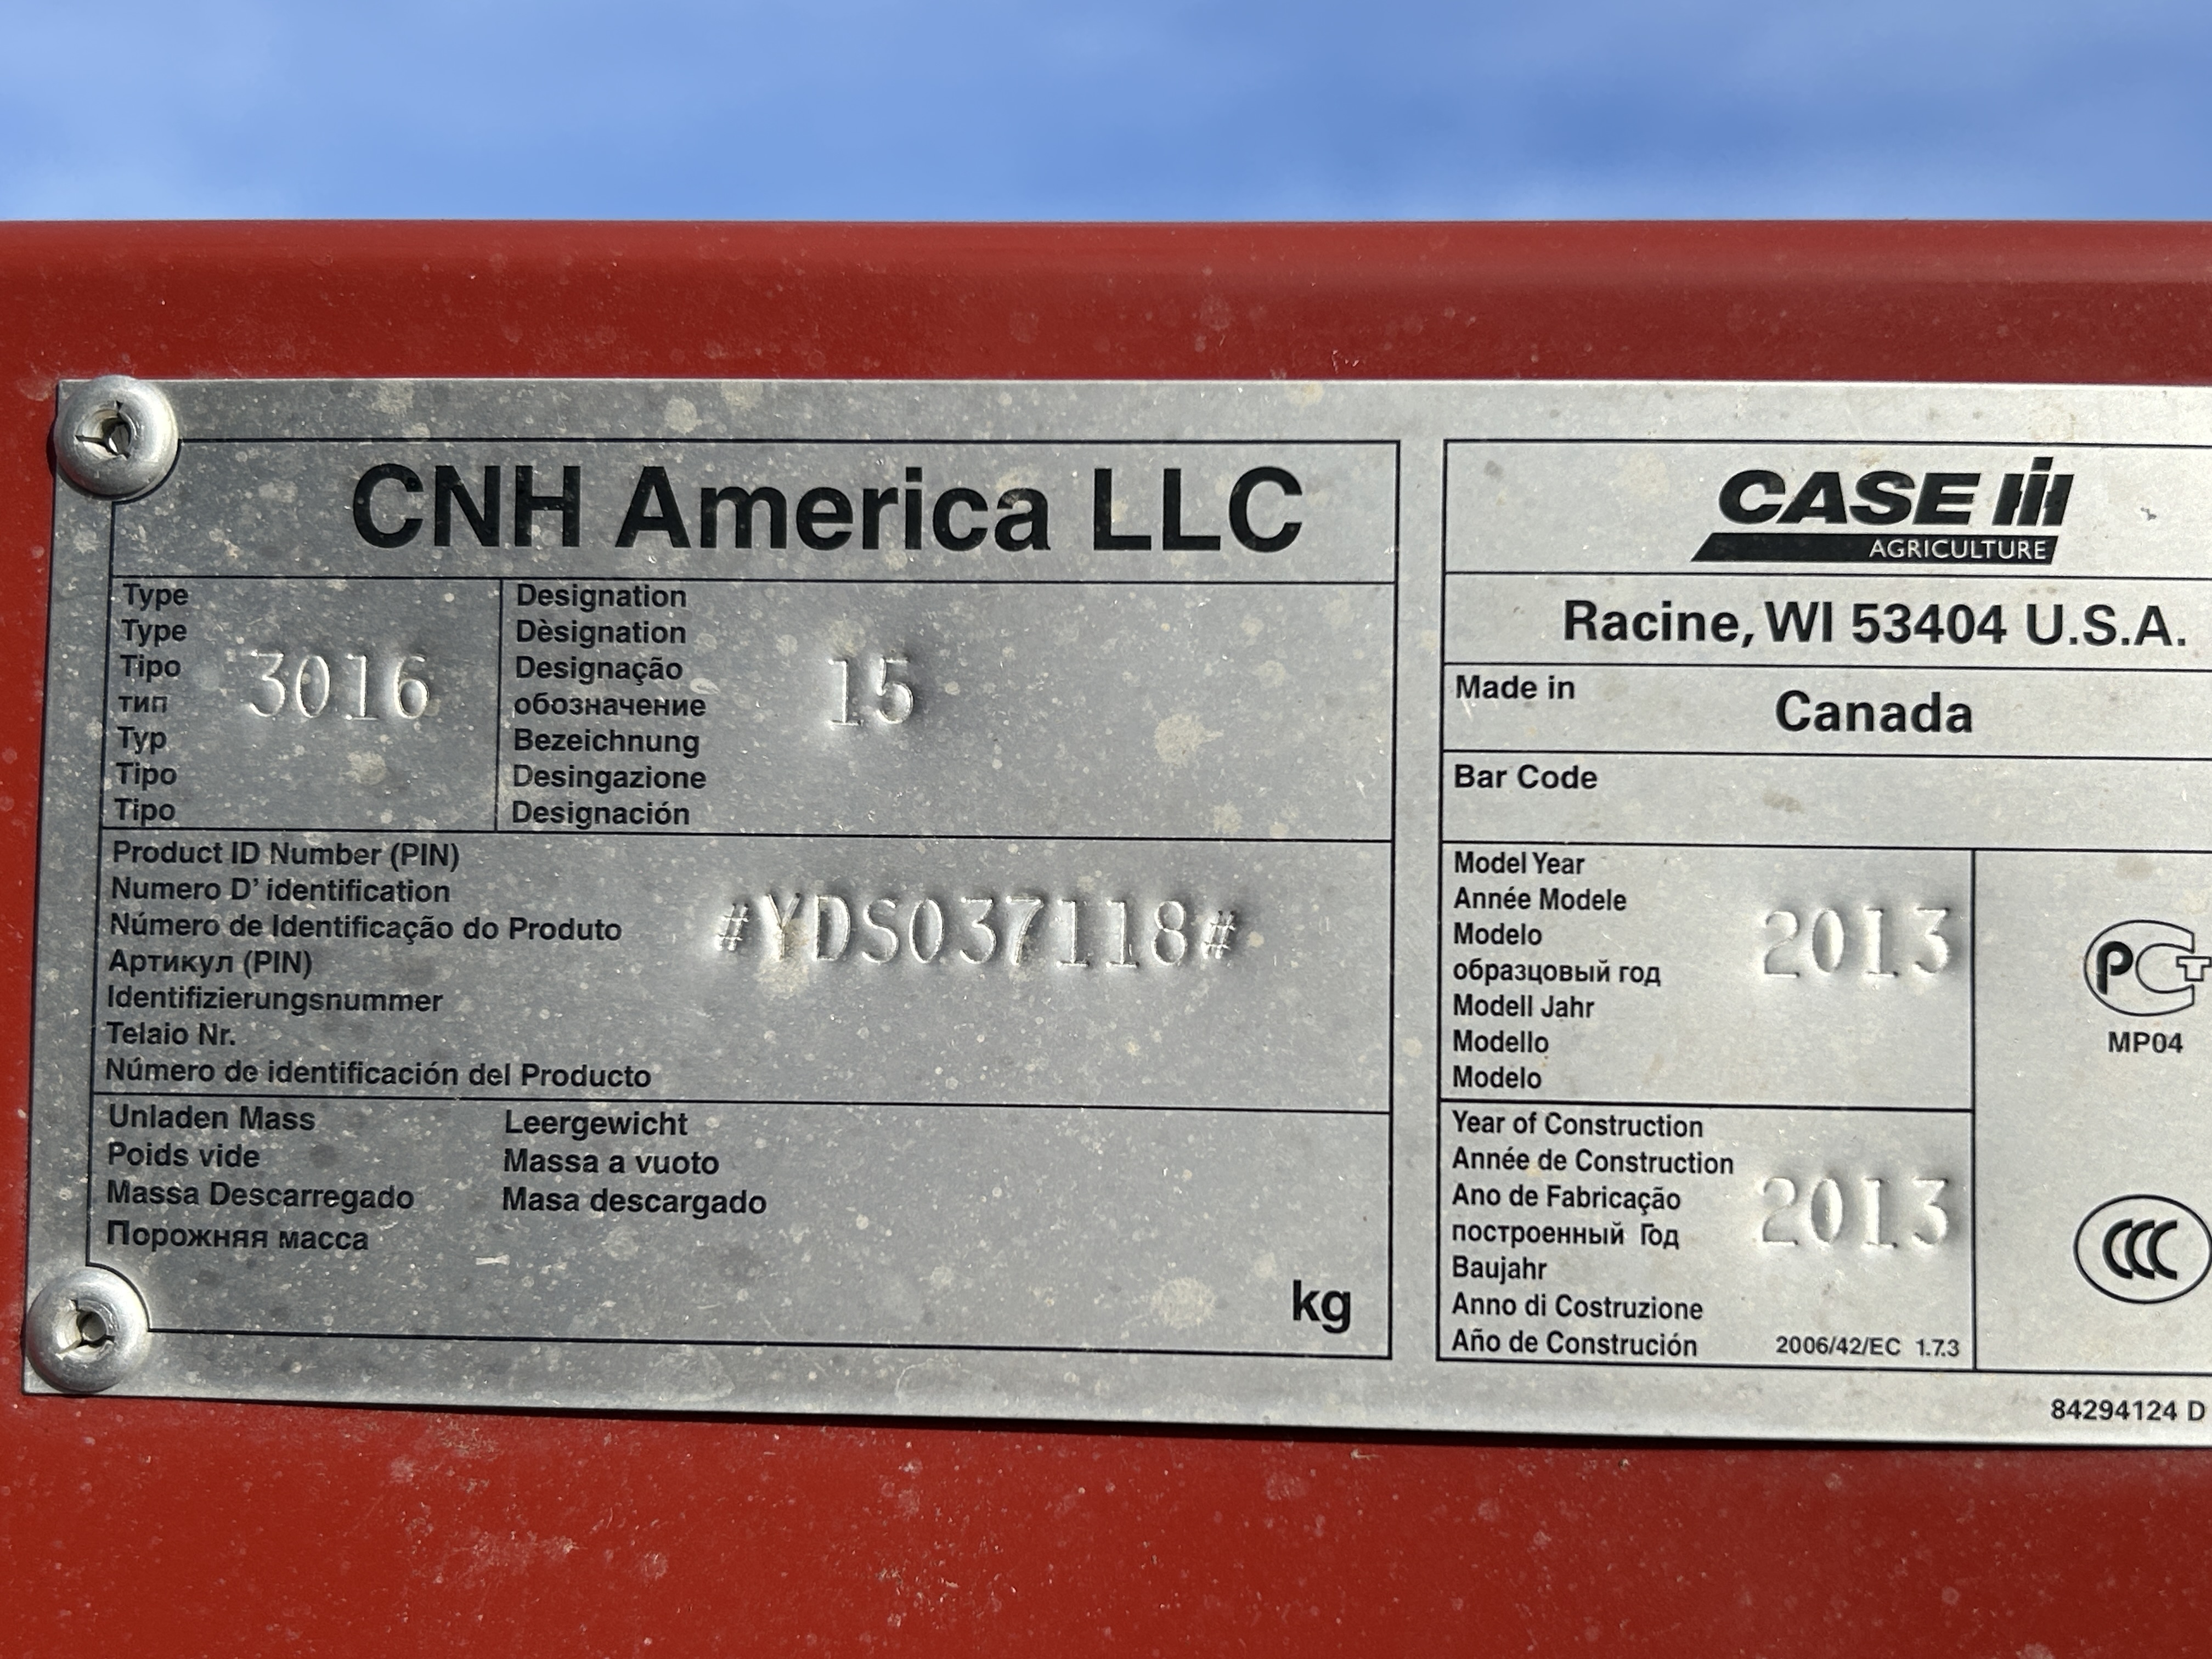 CNH America LLC
Type
Type
Tipo
тип
Typ
Tipo
Tipo
3016
Designation
Dèsignation
Designação
обозначение
Bezeichnung
Desingazione
Designación
15
Product ID Number (PIN)
Numero D' identification
Número de Identificação do Produto
Артикул (PIN)
Identifizierungsnummer
Telaio Nr.
Número de identificación del Producto
#YDS037118#
Unladen Mass
Poids vide
Massa Descarregado
Порожняя масса
Leergewicht
Massa a vuoto
Masa descargado
kg
CASE IH
AGRICULTURE
Racine, WI 53404 U.S.A.
Made in
Canada
Bar Code
Model Year
Année Modele
Modelo
образцовый год
Modell Jahr
Modello
Modelo
2013
Year of Construction
Année de Construction
Ano de Fabricação
построенный Год
Baujahr
Anno di Costruzione
Año de Construción
2013
2006/42/EC 1.7.3
PCT
MP04
CCC
84294124 D